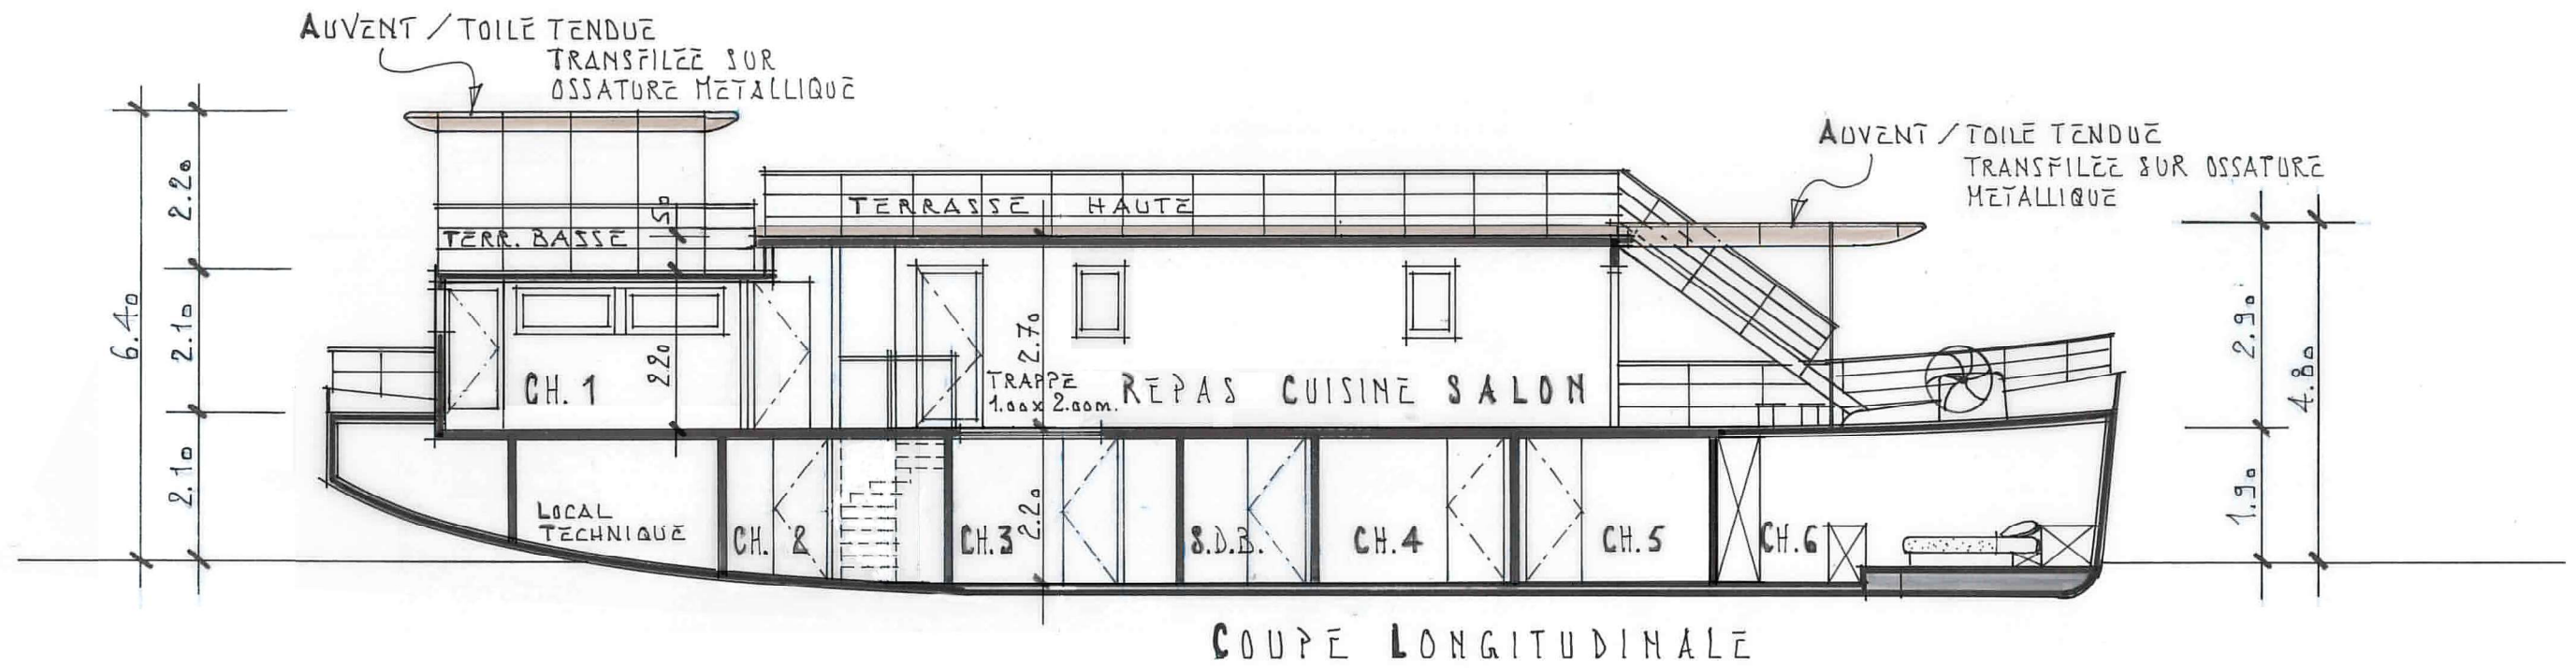 AUVENT / TOILE TENDUE
TRANSFILÉE SUR
OSSATURE METALLIQUE
AUVENT / TOILE TENDUE
TRANSFILÉE SUR OSSATURE
METALLIQUE
TERRASSE HAUTE
TERR. BASSE
50
2.20
2.10
2.10
6.40
2.90
1.90
4.80
CH. 1
2.20
2.70
TRAPPE
1.00 x 2.00 m.
REPAS CUISINE SALON
LOCAL
TECHNIQUE
CH. 2
CH. 3
2.20
S.D.B.
CH. 4
CH. 5
CH. 6
COUPE LONGITUDINALE